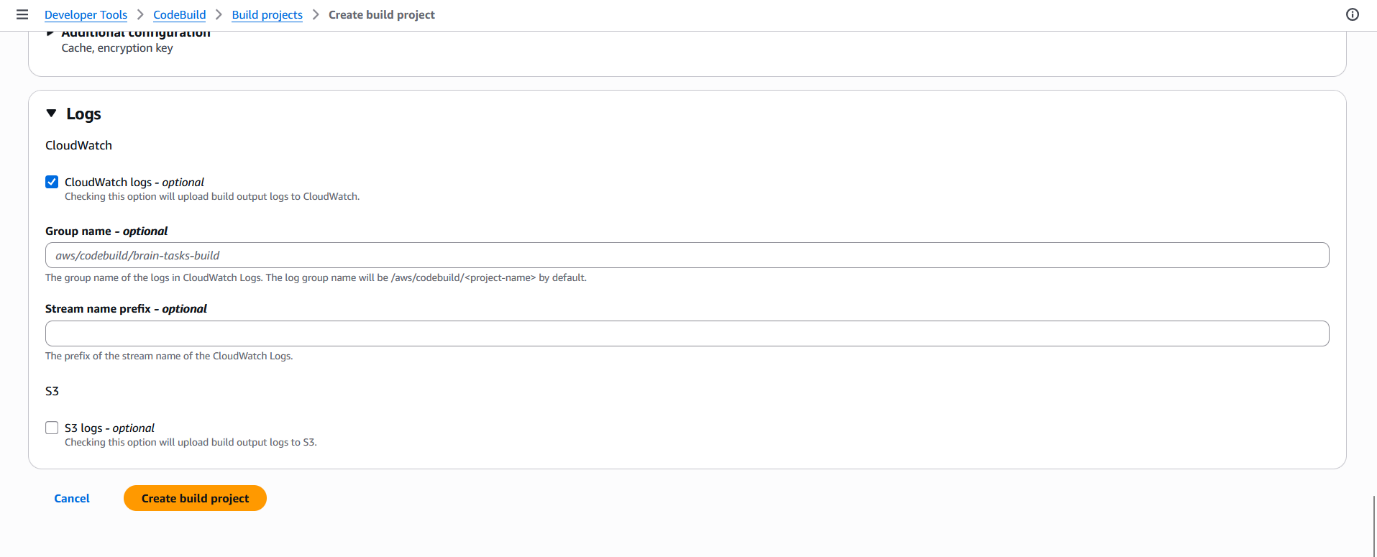 Developer Tools > CodeBuild > Build projects > Create build project
Additional configuration
Cache, encryption key
Logs
CloudWatch
CloudWatch logs - optional
Checking this option will upload build output logs to CloudWatch.
Group name - optional
aws/codebuild/brain-tasks-build
The group name of the logs in CloudWatch Logs. The log group name will be /aws/codebuild/<project-name> by default.
Stream name prefix - optional
The prefix of the stream name of the CloudWatch Logs.
S3
S3 logs - optional
Checking this option will upload build output logs to S3.
Cancel Create build project